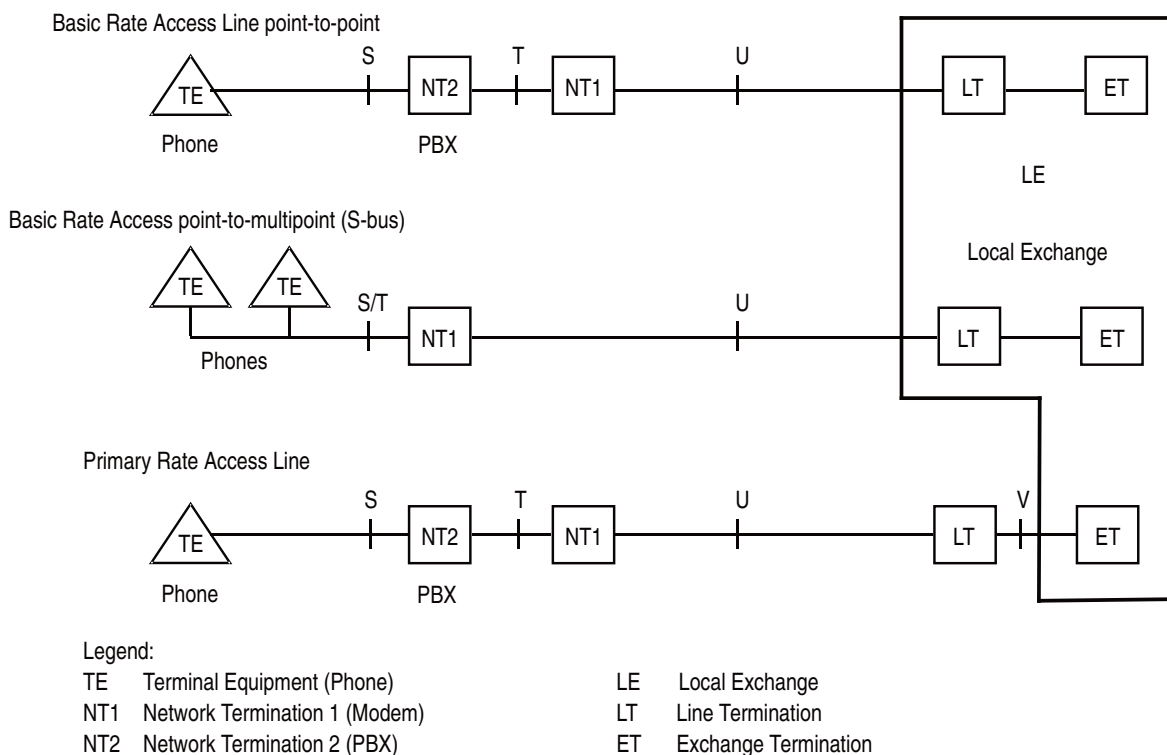 Basic Rate Access Line point-to-point
S T U
TE NT2 NT1 LT ET
Phone PBX
LE
Basic Rate Access point-to-multipoint (S-bus)
Local Exchange
TE TE S/T U
NT1 LT ET
Phones
Primary Rate Access Line
S T U V
TE NT2 NT1 LT ET
Phone PBX
Legend:
TE Terminal Equipment (Phone) LE Local Exchange
NT1 Network Termination 1 (Modem) LT Line Termination
NT2 Network Termination 2 (PBX) ET Exchange Termination